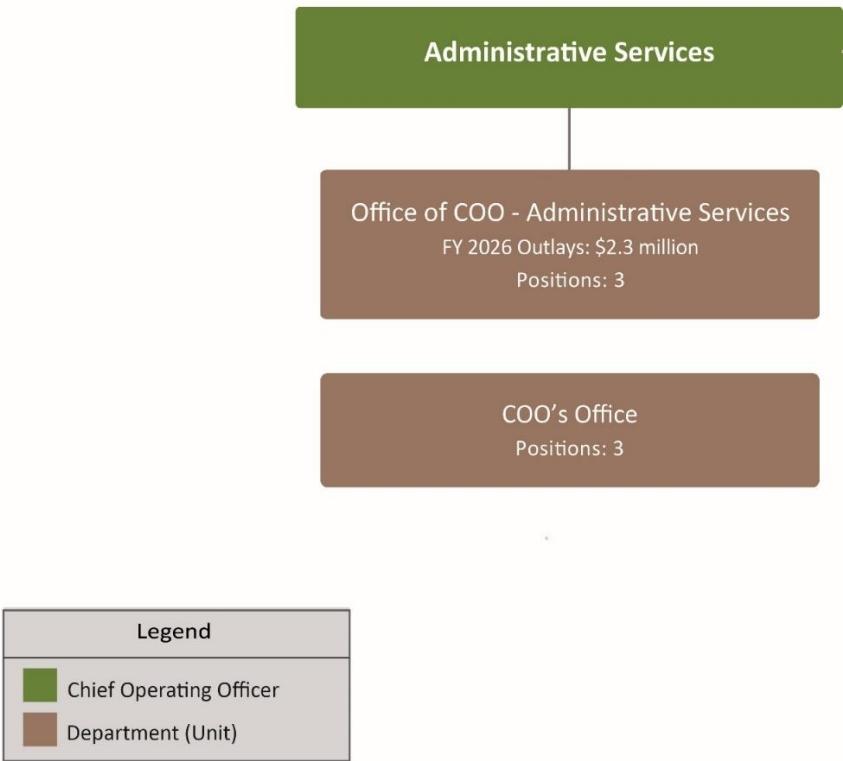 Administrative Services
Office of COO - Administrative Services
FY 2026 Outlays: $2.3 million
Positions: 3
COO’s Office
Positions: 3
Legend
Chief Operating Officer
Department (Unit)